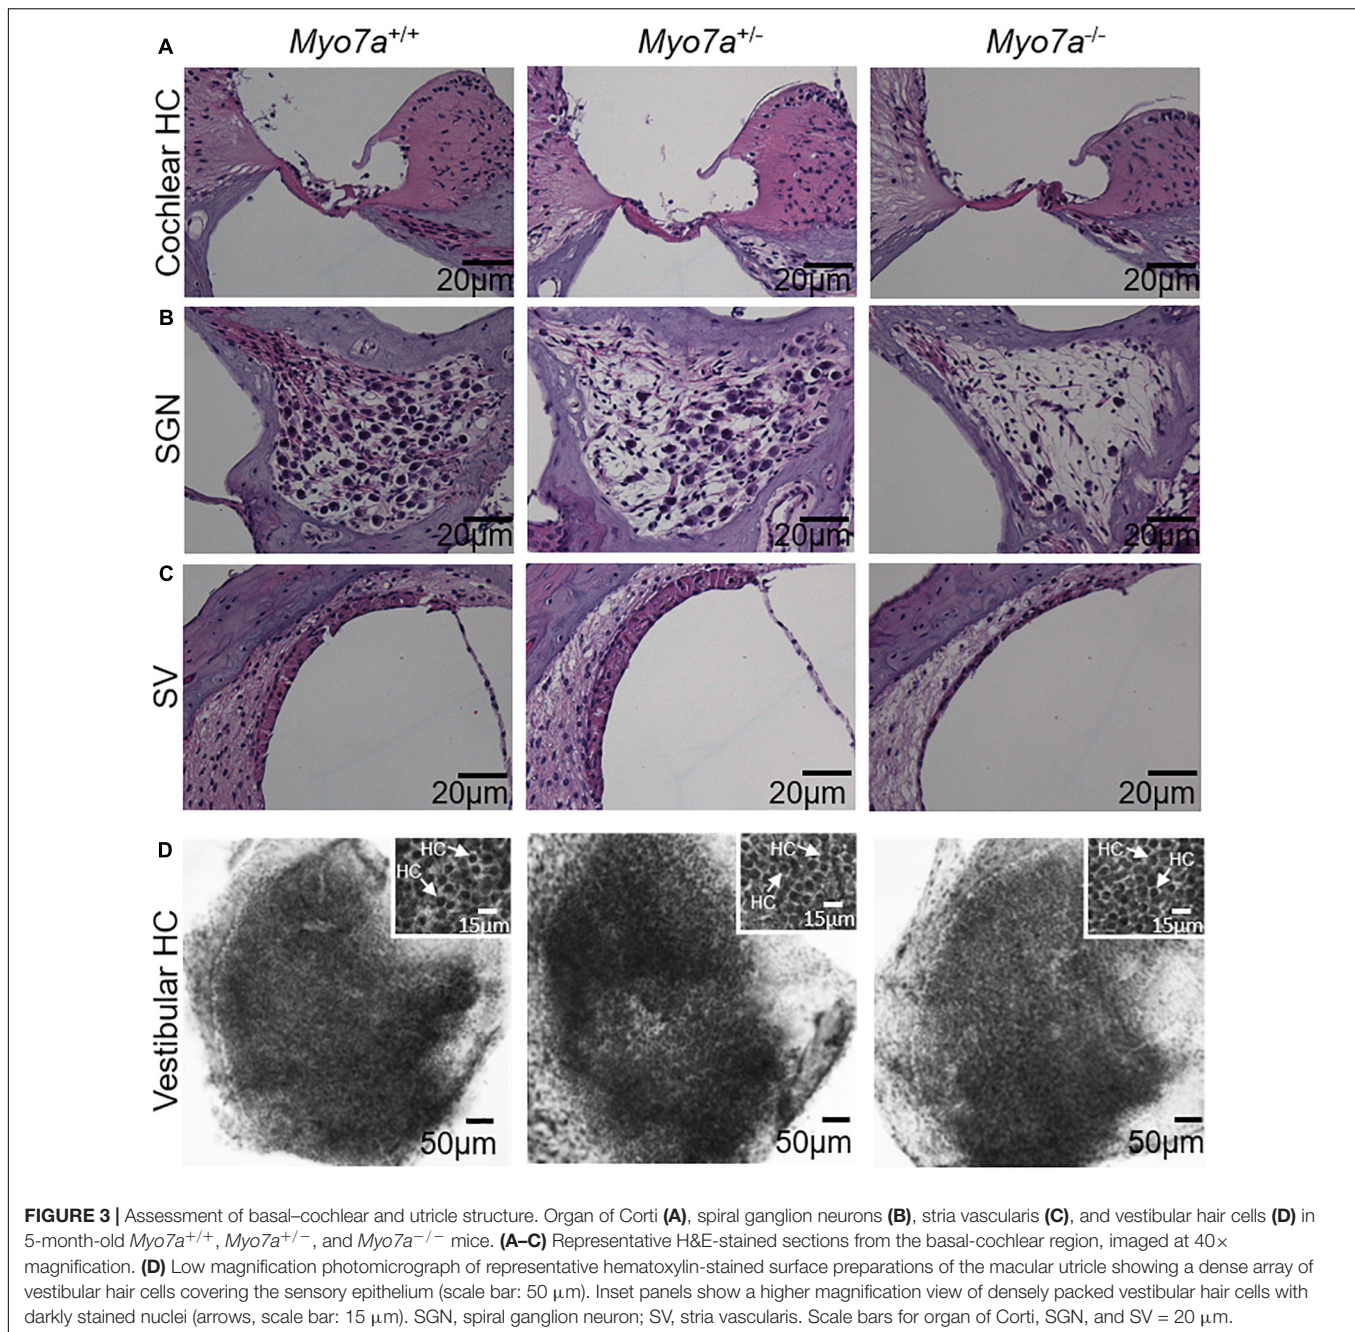 Myo7a+/+ Myo7a+/- Myo7a-/-
A
Cochlear HC
20µm 20µm 20µm
B
SGN
20µm 20µm 20µm
C
SV
20µm 20µm 20µm
D
Vestibular HC
HC HC HC
HC HC HC
15µm 15µm 15µm
50µm 50µm 50µm
FIGURE 3 | Assessment of basal–cochlear and utricle structure. Organ of Corti (A), spiral ganglion neurons (B), stria vascularis (C), and vestibular hair cells (D) in
5-month-old Myo7a+/+, Myo7a+/−, and Myo7a−/− mice. (A–C) Representative H&E-stained sections from the basal-cochlear region, imaged at 40×
magnification. (D) Low magnification photomicrograph of representative hematoxylin-stained surface preparations of the macular utricle showing a dense array of
vestibular hair cells covering the sensory epithelium (scale bar: 50 µm). Inset panels show a higher magnification view of densely packed vestibular hair cells with
darkly stained nuclei (arrows, scale bar: 15 µm). SGN, spiral ganglion neuron; SV, stria vascularis. Scale bars for organ of Corti, SGN, and SV = 20 µm.